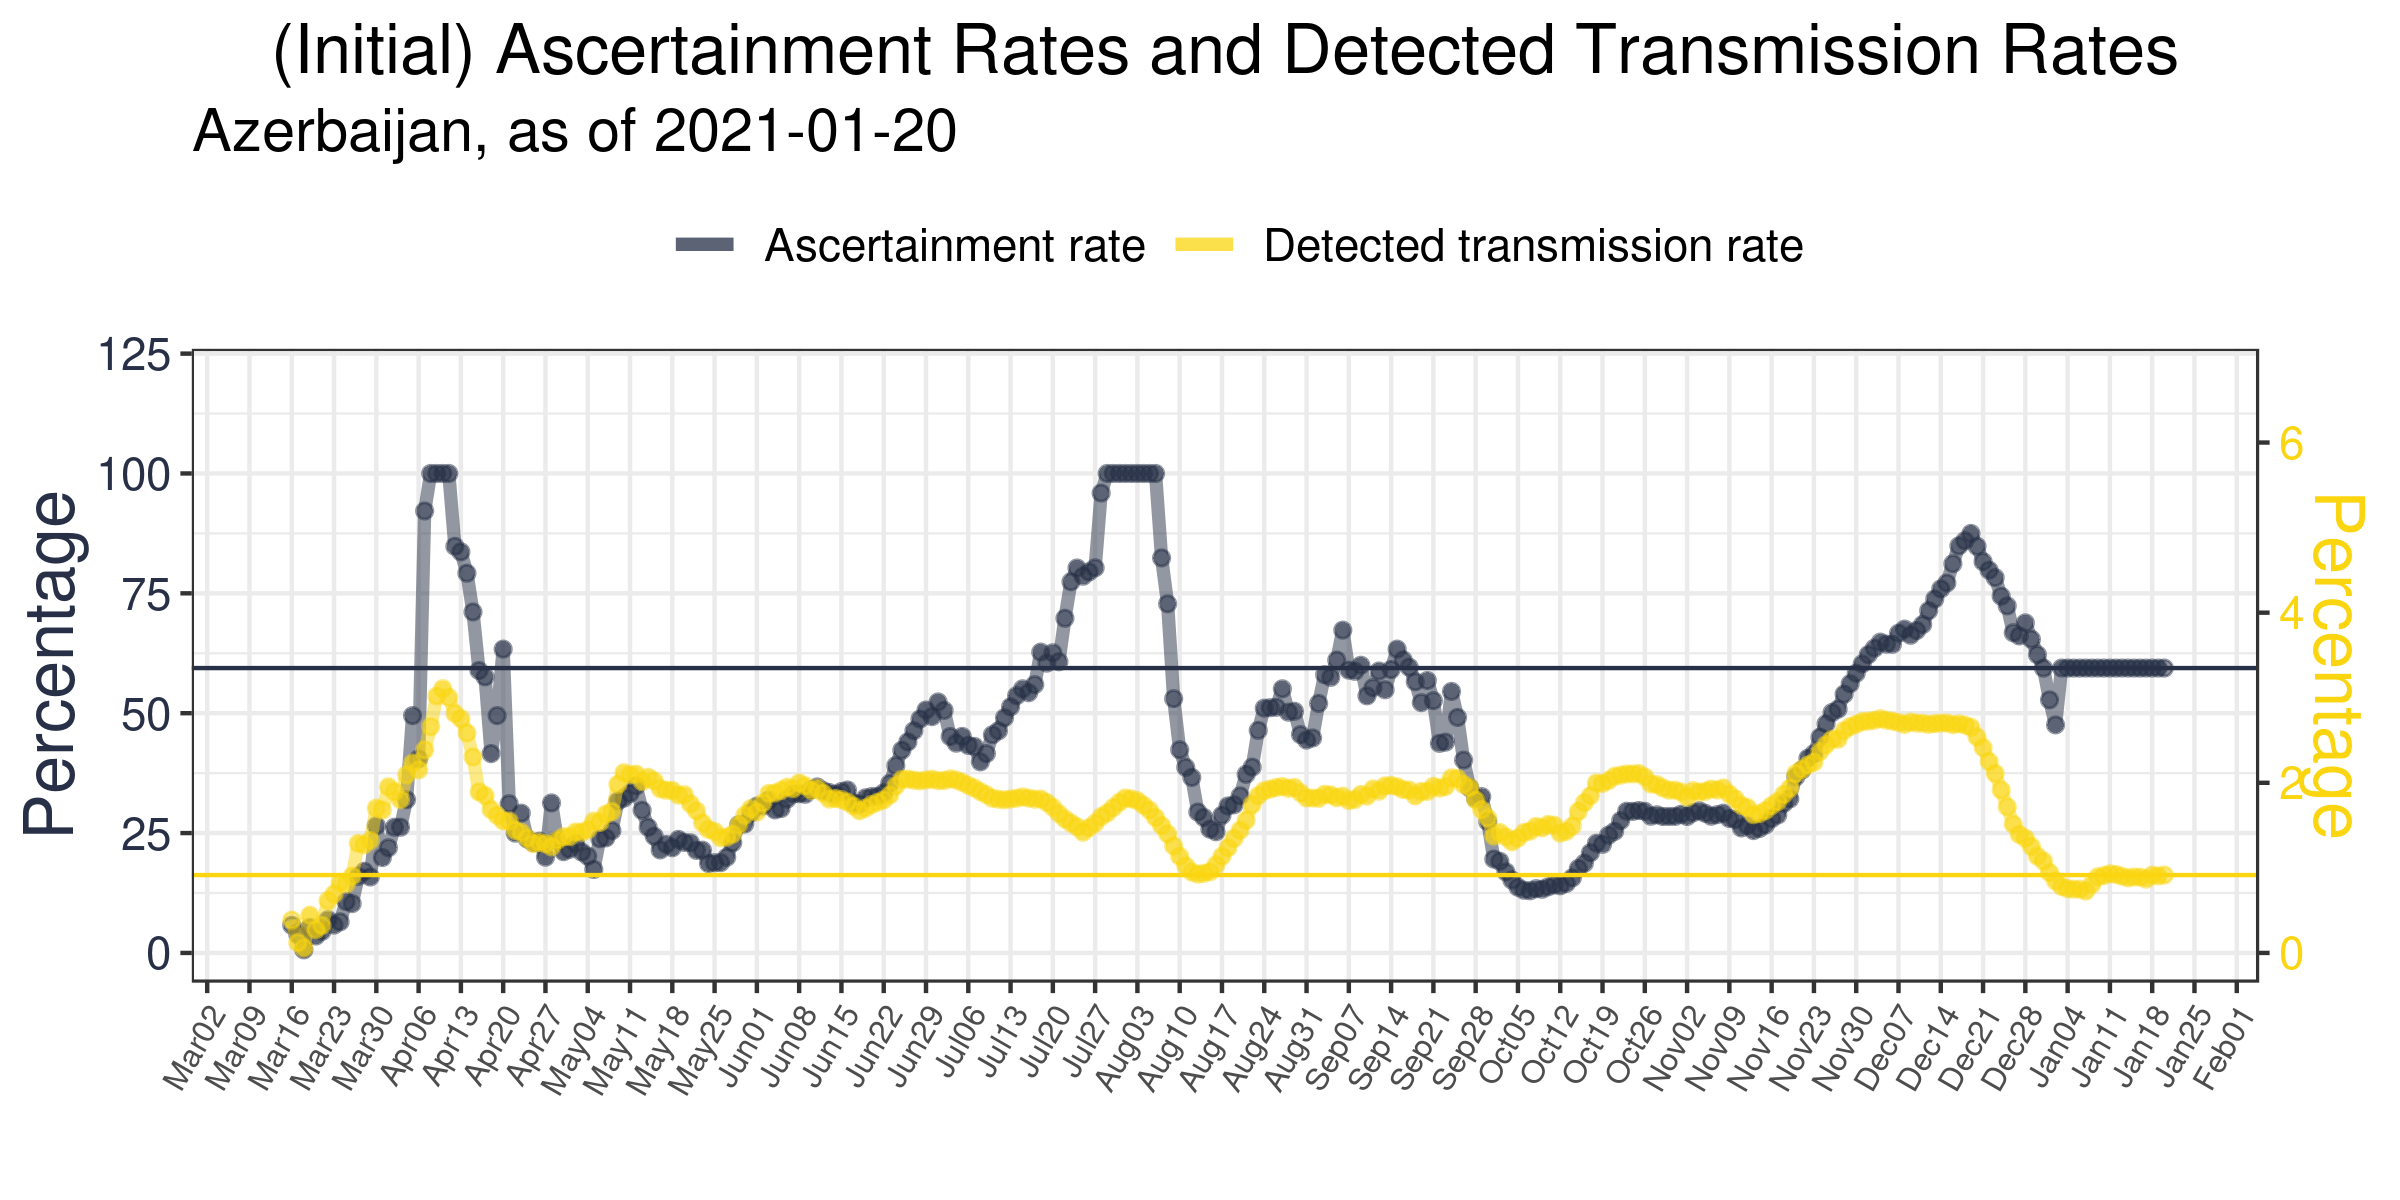 (Initial) Ascertainment Rates and Detected Transmission Rates
Azerbaijan, as of 2021-01-20
Ascertainment rate
Detected transmission rate
Percentage
125
100
75
50
25
0
6
4
2
0
Percentage
Mar02
Mar09
Mar16
Mar23
Mar30
Apr06
Apr13
Apr20
Apr27
May04
May11
May18
May25
Jun01
Jun08
Jun15
Jun22
Jun29
Jul06
Jul13
Jul20
Jul27
Aug03
Aug10
Aug17
Aug24
Aug31
Sep07
Sep14
Sep21
Sep28
Oct05
Oct12
Oct19
Oct26
Nov02
Nov09
Nov16
Nov23
Nov30
Dec07
Dec14
Dec21
Dec28
Jan04
Jan11
Jan18
Jan25
Feb01